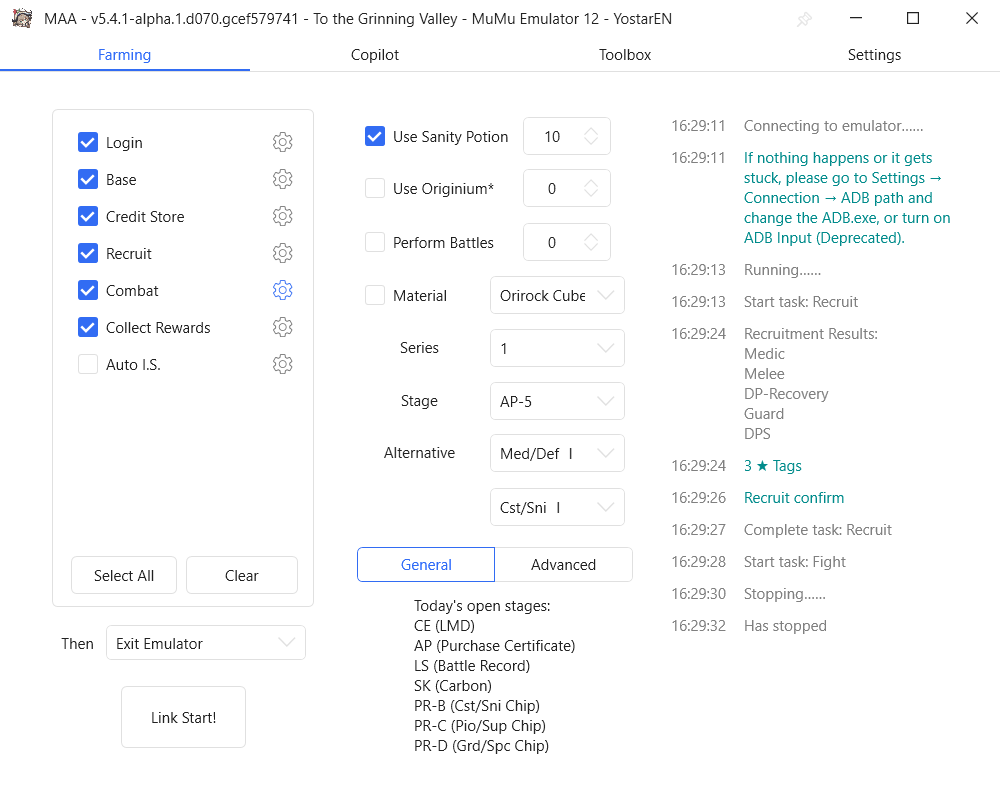 MAA - v5.4.1-alpha.1.d070.gcef579741 - To the Grinning Valley - MuMu Emulator 12 - YostarEN
Farming
Copilot
Toolbox
Settings
Login
Base
Credit Store
Recruit
Combat
Collect Rewards
Auto I.S.
Select All
Clear
Then
Exit Emulator
Link Start!
Use Sanity Potion
10
Use Originium*
0
Perform Battles
0
Material
Orirock Cube
Series
1
Stage
AP-5
Alternative
Med/Def I
Cst/Sni I
General
Advanced
Today's open stages:
CE (LMD)
AP (Purchase Certificate)
LS (Battle Record)
SK (Carbon)
PR-B (Cst/Sni Chip)
PR-C (Pio/Sup Chip)
PR-D (Grd/Spc Chip)
16:29:11 Connecting to emulator......
16:29:11 If nothing happens or it gets
stuck, please go to Settings →
Connection → ADB path and
change the ADB.exe, or turn on
ADB Input (Deprecated).
16:29:13 Running......
16:29:13 Start task: Recruit
16:29:24 Recruitment Results:
Medic
Melee
DP-Recovery
Guard
DPS
16:29:24 3 ★ Tags
16:29:26 Recruit confirm
16:29:27 Complete task: Recruit
16:29:28 Start task: Fight
16:29:30 Stopping......
16:29:32 Has stopped